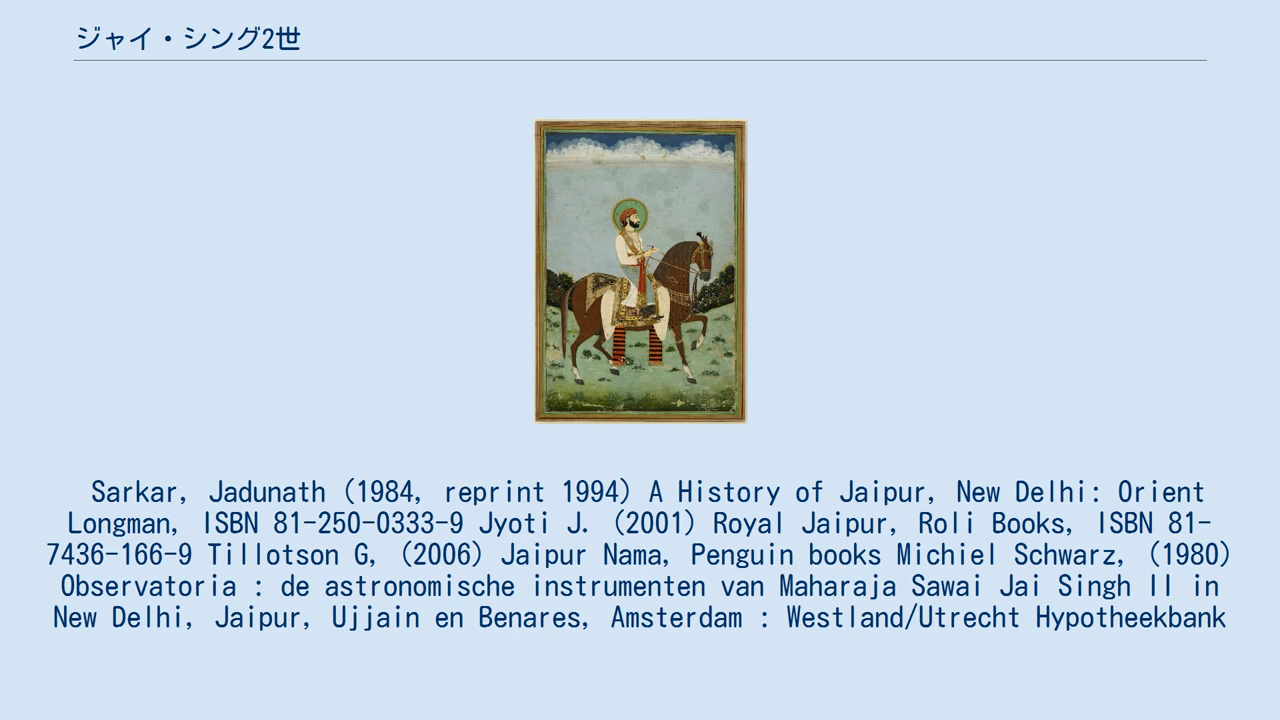 ジャイ・シング2世
Sarkar, Jadunath (1984, reprint 1994) A History of Jaipur, New Delhi: Orient
Longman, ISBN 81-250-0333-9 Jyoti J. (2001) Royal Jaipur, Roli Books, ISBN 81-
7436-166-9 Tillotson G, (2006) Jaipur Nama, Penguin books Michiel Schwarz, (1980)
Observatoria : de astronomische instrumenten van Maharaja Sawai Jai Singh II in
New Delhi, Jaipur, Ujjain en Benares, Amsterdam : Westland/Utrecht Hypotheekbank